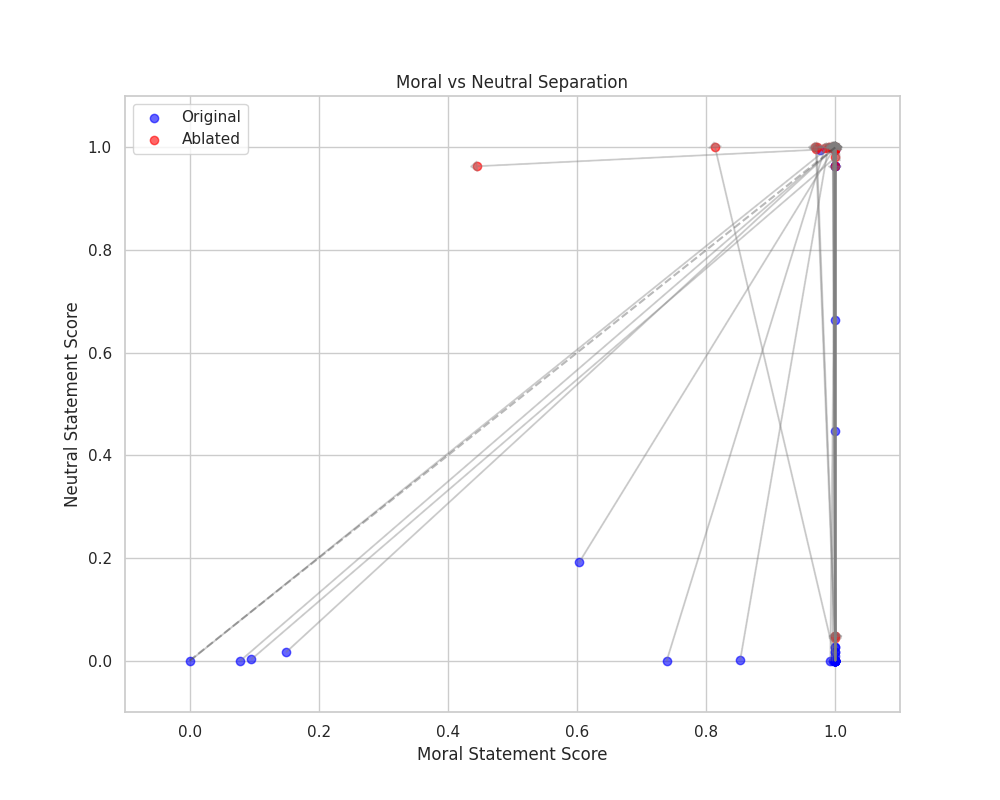 Moral vs Neutral Separation
Original
Ablated
1.0
0.8
0.6
0.4
0.2
0.0
Neutral Statement Score
0.0 0.2 0.4 0.6 0.8 1.0
Moral Statement Score